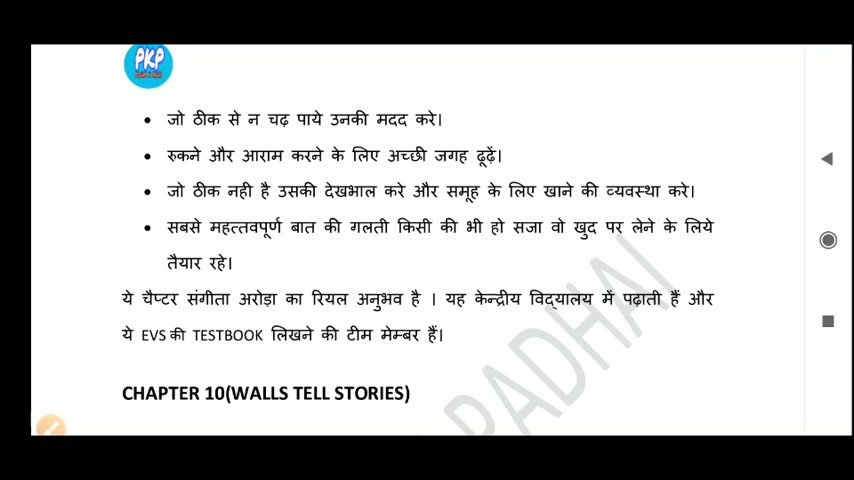 PKP
जो ठीक से न चढ़ पाये उनकी मदद करे।
रुकने और आराम करने के लिए अच्छी जगह ढूढ़ें।
जो ठीक नही है उसकी देखभाल करे और समूह के लिए खाने की व्यवस्था करे।
सबसे महत्तवपूर्ण बात की गलती किसी की भी हो सजा वो खुद पर लेने के लिये
तैयार रहे।
ये चैप्टर संगीता अरोड़ा का रियल अनुभव है । यह केन्द्रीय विद्यालय में पढ़ाती हैं और
ये EVS की TESTBOOK लिखने की टीम मेम्बर हैं।
PADHAI
CHAPTER 10(WALLS TELL STORIES)